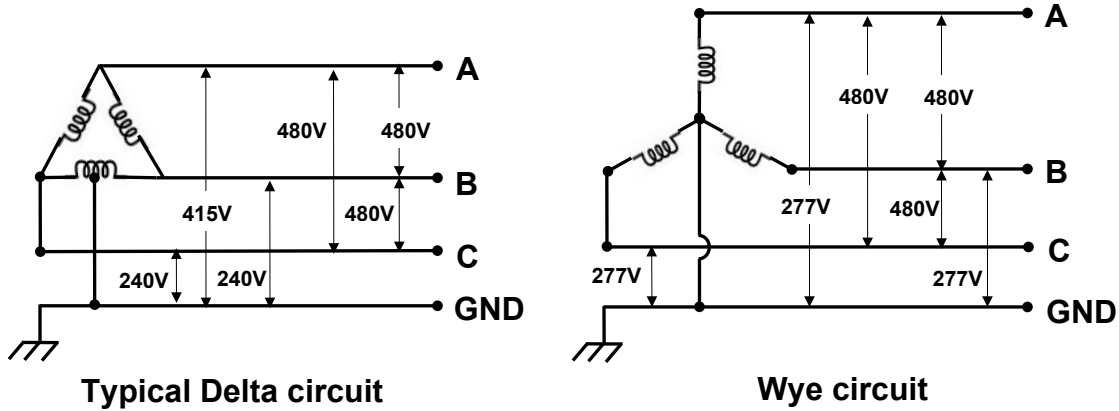 A
480V
480V
B
415V
480V
C
240V
240V
GND
Typical Delta circuit
A
480V
480V
B
277V
480V
C
277V
277V
GND
Wye circuit